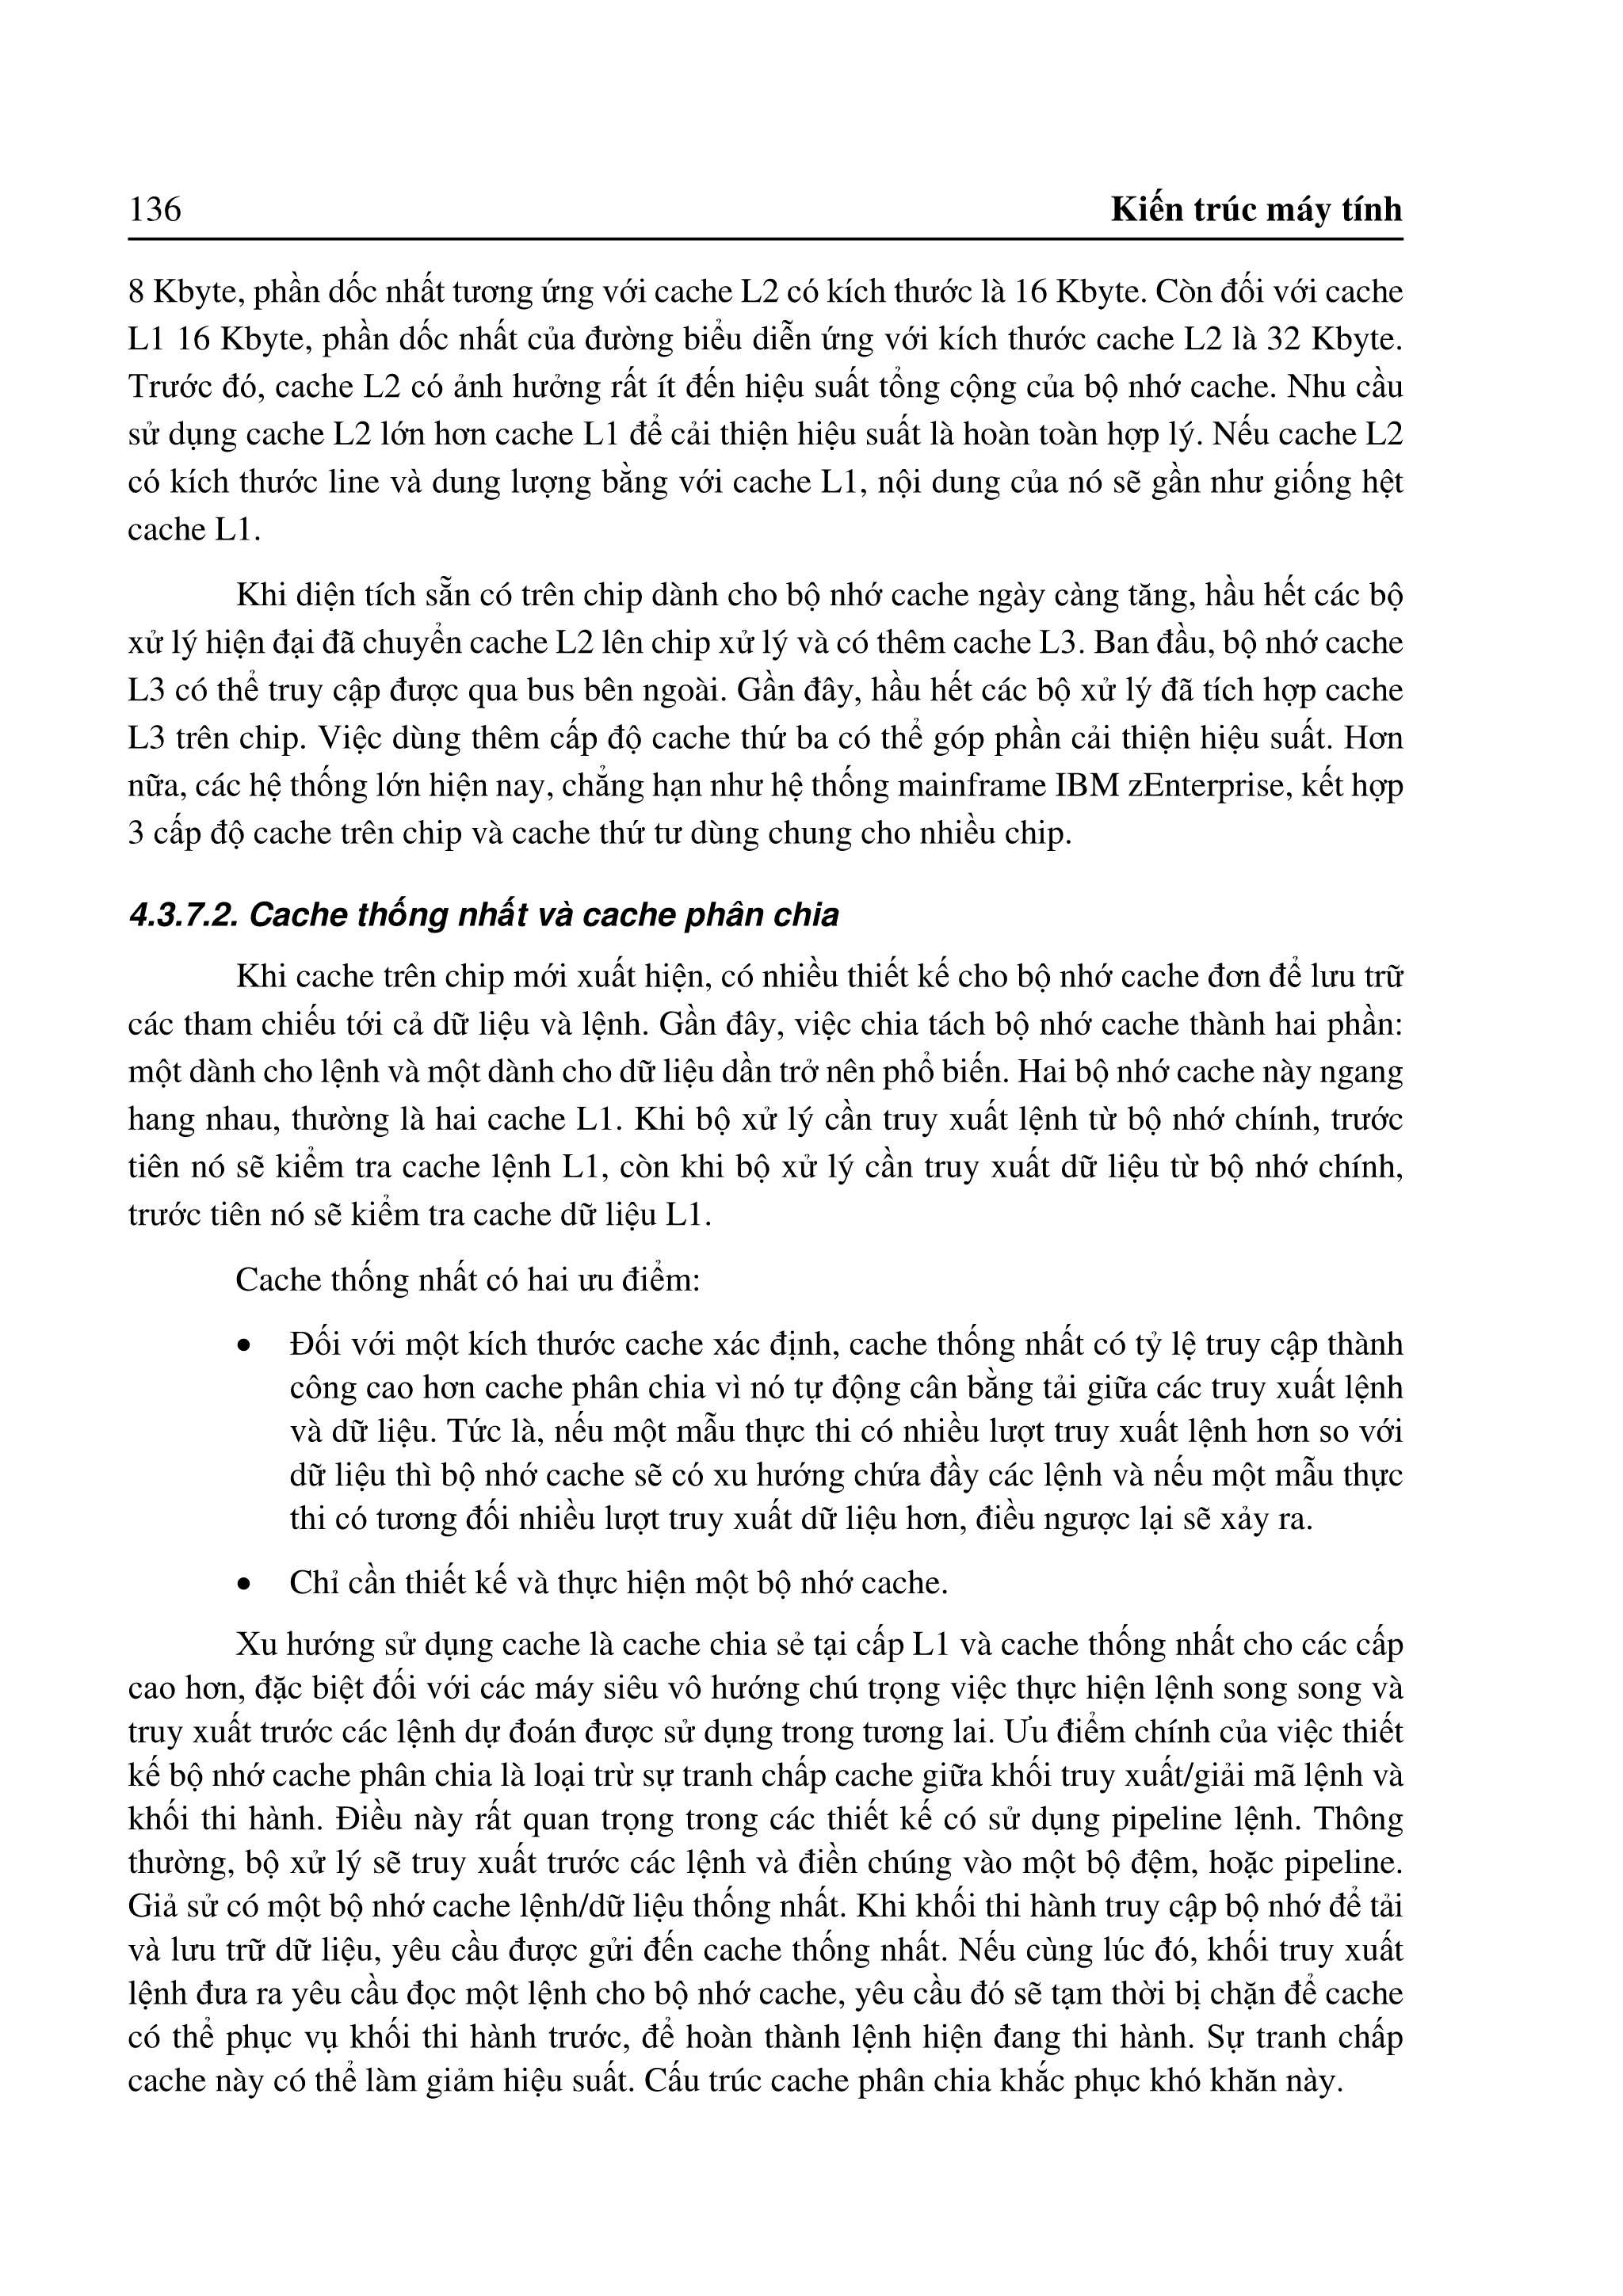 136 Kiến trúc máy tính
8 Kbyte, phần dốc nhất tương ứng với cache L2 có kích thước là 16 Kbyte. Còn đối với cache
L1 16 Kbyte, phần dốc nhất của đường biểu diễn ứng với kích thước cache L2 là 32 Kbyte.
Trước đó, cache L2 có ảnh hưởng rất ít đến hiệu suất tổng cộng của bộ nhớ cache. Nhu cầu
sử dụng cache L2 lớn hơn cache L1 để cải thiện hiệu suất là hoàn toàn hợp lý. Nếu cache L2
có kích thước line và dung lượng bằng với cache L1, nội dung của nó sẽ gần như giống hệt
cache L1.
Khi diện tích sẵn có trên chip dành cho bộ nhớ cache ngày càng tăng, hầu hết các bộ
xử lý hiện đại đã chuyển cache L2 lên chip xử lý và có thêm cache L3. Ban đầu, bộ nhớ cache
L3 có thể truy cập được qua bus bên ngoài. Gần đây, hầu hết các bộ xử lý đã tích hợp cache
L3 trên chip. Việc dùng thêm cấp độ cache thứ ba có thể góp phần cải thiện hiệu suất. Hơn
nữa, các hệ thống lớn hiện nay, chẳng hạn như hệ thống mainframe IBM zEnterprise, kết hợp
3 cấp độ cache trên chip và cache thứ tư dùng chung cho nhiều chip.
4.3.7.2. Cache thống nhất và cache phân chia
Khi cache trên chip mới xuất hiện, có nhiều thiết kế cho bộ nhớ cache đơn để lưu trữ
các tham chiếu tới cả dữ liệu và lệnh. Gần đây, việc chia tách bộ nhớ cache thành hai phần:
một dành cho lệnh và một dành cho dữ liệu dần trở nên phổ biến. Hai bộ nhớ cache này ngang
hang nhau, thường là hai cache L1. Khi bộ xử lý cần truy xuất lệnh từ bộ nhớ chính, trước
tiên nó sẽ kiểm tra cache lệnh L1, còn khi bộ xử lý cần truy xuất dữ liệu từ bộ nhớ chính,
trước tiên nó sẽ kiểm tra cache dữ liệu L1.
Cache thống nhất có hai ưu điểm:
• Đối với một kích thước cache xác định, cache thống nhất có tỷ lệ truy cập thành
công cao hơn cache phân chia vì nó tự động cân bằng tải giữa các truy xuất lệnh
và dữ liệu. Tức là, nếu một mẫu thực thi có nhiều lượt truy xuất lệnh hơn so với
dữ liệu thì bộ nhớ cache sẽ có xu hướng chứa đầy các lệnh và nếu một mẫu thực
thi có tương đối nhiều lượt truy xuất dữ liệu hơn, điều ngược lại sẽ xảy ra.
• Chỉ cần thiết kế và thực hiện một bộ nhớ cache.
Xu hướng sử dụng cache là cache chia sẻ tại cấp L1 và cache thống nhất cho các cấp
cao hơn, đặc biệt đối với các máy siêu vô hướng chú trọng việc thực hiện lệnh song song và
truy xuất trước các lệnh dự đoán được sử dụng trong tương lai. Ưu điểm chính của việc thiết
kế bộ nhớ cache phân chia là loại trừ sự tranh chấp cache giữa khối truy xuất/giải mã lệnh và
khối thi hành. Điều này rất quan trọng trong các thiết kế có sử dụng pipeline lệnh. Thông
thường, bộ xử lý sẽ truy xuất trước các lệnh và điền chúng vào một bộ đệm, hoặc pipeline.
Giả sử có một bộ nhớ cache lệnh/dữ liệu thống nhất. Khi khối thi hành truy cập bộ nhớ để tải
và lưu trữ dữ liệu, yêu cầu được gửi đến cache thống nhất. Nếu cùng lúc đó, khối truy xuất
lệnh đưa ra yêu cầu đọc một lệnh cho bộ nhớ cache, yêu cầu đó sẽ tạm thời bị chặn để cache
có thể phục vụ khối thi hành trước, để hoàn thành lệnh hiện đang thi hành. Sự tranh chấp
cache này có thể làm giảm hiệu suất. Cấu trúc cache phân chia khắc phục khó khăn này.